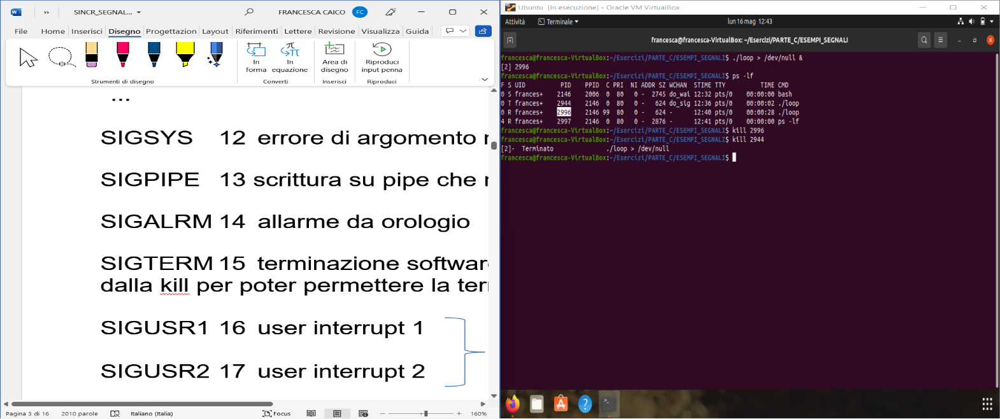 SINCR_SEGNAL...
FRANCESCA CAICO
FC
File Home Inserisci Disegno Progettazion Layout Riferimenti Lettere Revisione Visualizza Guida
In forma
In equazione
Area di disegno
Riproduci input penna
Strumenti di disegno
Converti
Inserisci
Riproduci
...
SIGSYS 12 errore di argomento
SIGPIPE 13 scrittura su pipe che
SIGALRM 14 allarme da orologio
SIGTERM 15 terminazione software
dalla kill per poter permettere la ter
SIGUSR1 16 user interrupt 1
SIGUSR2 17 user interrupt 2
Pagina 3 di 16 2010 parole Italiano (Italia) Focus 160%
Ubuntu [In esecuzione] - Oracle VM VirtualBox
Attività Terminale lun 16 mag 12:43
francesca@francesca-VirtualBox: ~/Esercizi/PARTE_C/ESEMPI_SEGNALI
francesca@francesca-VirtualBox:~/Esercizi/PARTE_C/ESEMPI_SEGNALI$ ./loop > /dev/null &
[2] 2996
francesca@francesca-VirtualBox:~/Esercizi/PARTE_C/ESEMPI_SEGNALI$ ps -lf
F S UID PID PPID C PRI NI ADDR SZ WCHAN STIME TTY TIME CMD
0 S frances+ 2146 2006 0 80 0 - 2745 do_wai 12:32 pts/0 00:00:00 bash
0 T frances+ 2944 2146 0 80 0 - 624 do_sig 12:36 pts/0 00:00:02 ./loop
0 R frances+ 2996 2146 99 80 0 - 624 - 12:40 pts/0 00:00:28 ./loop
4 R frances+ 2997 2146 0 80 0 - 2876 - 12:41 pts/0 00:00:00 ps -lf
francesca@francesca-VirtualBox:~/Esercizi/PARTE_C/ESEMPI_SEGNALI$ kill 2996
francesca@francesca-VirtualBox:~/Esercizi/PARTE_C/ESEMPI_SEGNALI$ kill 2944
[2]- Terminato ./loop > /dev/null
francesca@francesca-VirtualBox:~/Esercizi/PARTE_C/ESEMPI_SEGNALI$